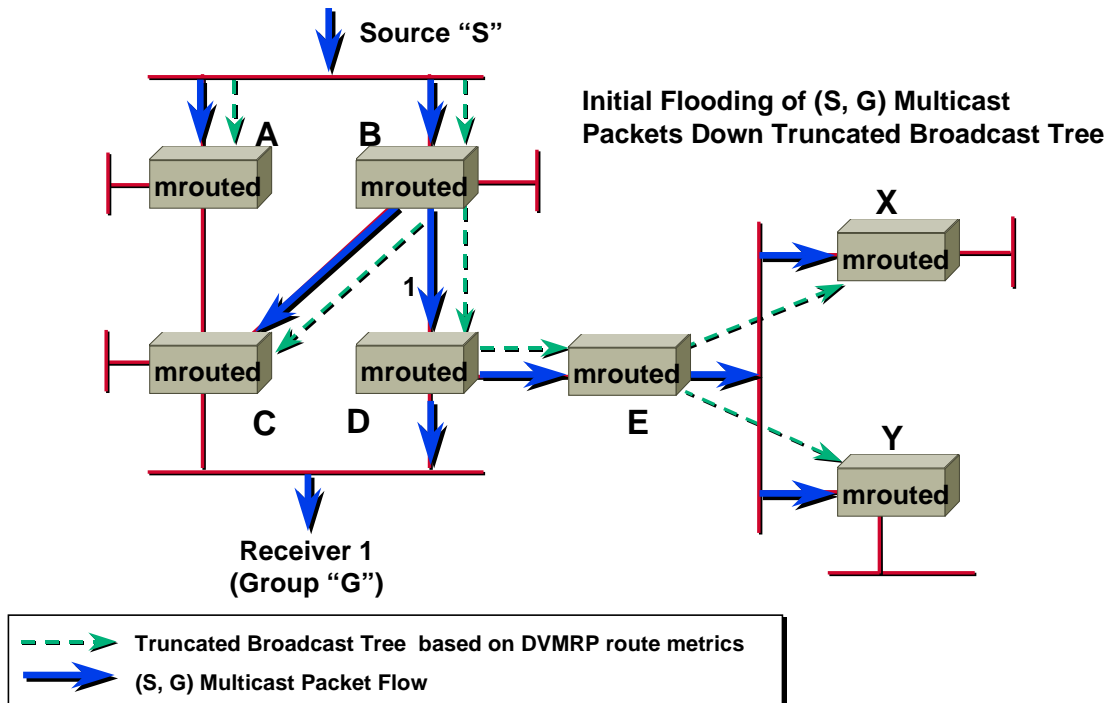 Source “S”
Initial Flooding of (S, G) Multicast
Packets Down Truncated Broadcast Tree
A
B
mrouted
mrouted
X
mrouted
1
mrouted
mrouted
mrouted
C
D
E
Y
mrouted
Receiver 1
(Group “G”)
Truncated Broadcast Tree based on DVMRP route metrics
(S, G) Multicast Packet Flow